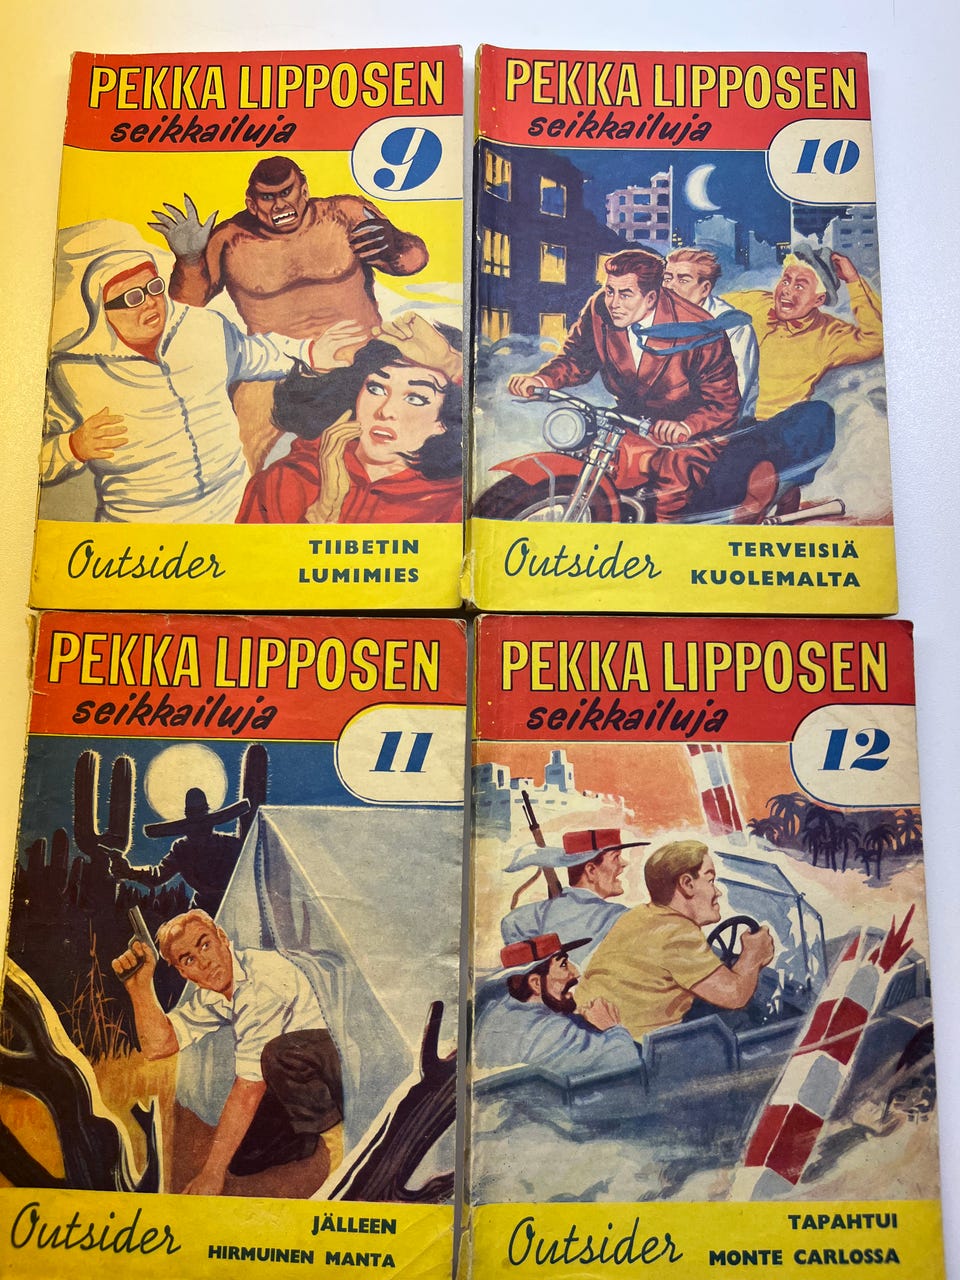 PEKKA LIPPOSEN
seikkailuja
9
Outsider
TIIBETIN
LUMIMIES
PEKKA LIPPOSEN
seikkailuja
10
Outsider
TERVEISIÄ
KUOLEMALTA
PEKKA LIPPOSEN
seikkailuja
11
Outsider
JÄLLEEN
HIRMUINEN MANTA
PEKKA LIPPOSEN
seikkailuja
12
Outsider
TAPAHTUI
MONTE CARLOSSA